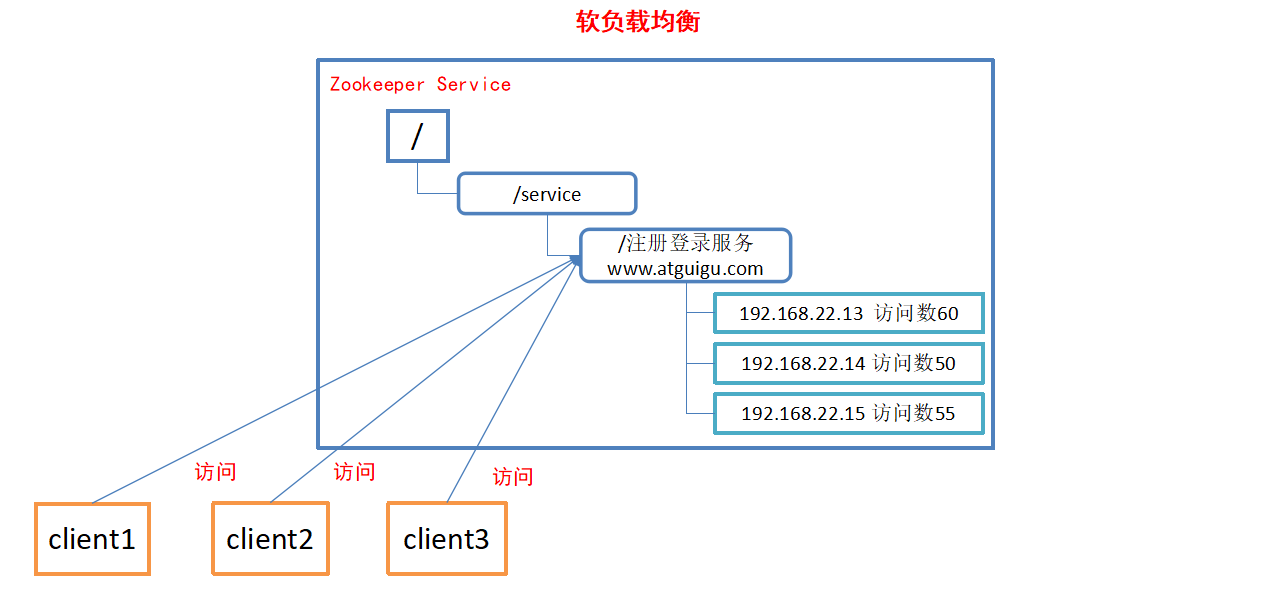 软负载均衡
Zookeeper Service
/
/service
/注册登录服务
www.atguigu.com
192.168.22.13 访问数60
192.168.22.14 访问数50
192.168.22.15 访问数55
访问
访问
访问
client1
client2
client3